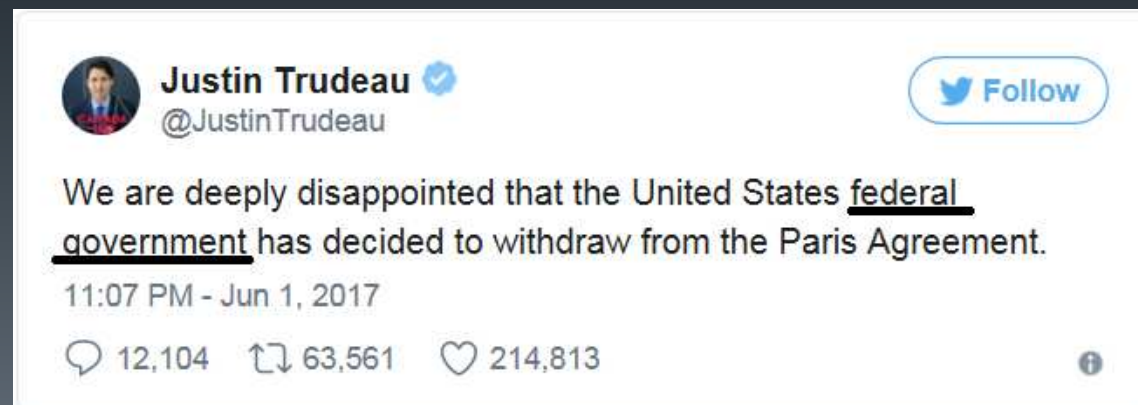 Justin Trudeau
@JustinTrudeau
Follow
We are deeply disappointed that the United States federal
government has decided to withdraw from the Paris Agreement.
11:07 PM - Jun 1, 2017
12,104 63,561 214,813